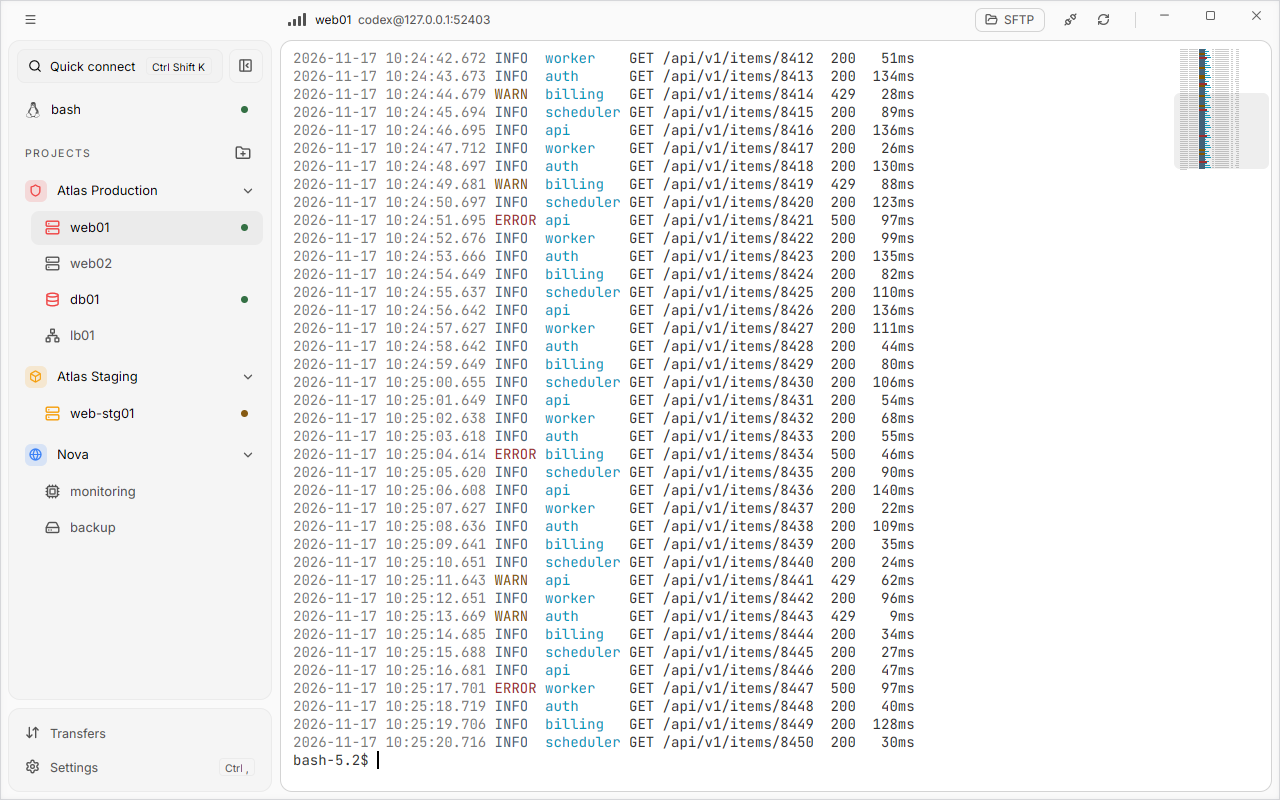 web01 codex@127.0.0.1:52403
SFTP
Quick connect Ctrl Shift K
bash
PROJECTS
Atlas Production
web01
web02
db01
lb01
Atlas Staging
web-stg01
Nova
monitoring
backup
Transfers
Settings Ctrl ,
2026-11-17 10:24:42.672 INFO worker GET /api/v1/items/8412 200 51ms
2026-11-17 10:24:43.673 INFO auth GET /api/v1/items/8413 200 134ms
2026-11-17 10:24:44.679 WARN billing GET /api/v1/items/8414 429 28ms
2026-11-17 10:24:45.694 INFO scheduler GET /api/v1/items/8415 200 89ms
2026-11-17 10:24:46.695 INFO api GET /api/v1/items/8416 200 136ms
2026-11-17 10:24:47.712 INFO worker GET /api/v1/items/8417 200 26ms
2026-11-17 10:24:48.697 INFO auth GET /api/v1/items/8418 200 130ms
2026-11-17 10:24:49.681 WARN billing GET /api/v1/items/8419 429 88ms
2026-11-17 10:24:50.697 INFO scheduler GET /api/v1/items/8420 200 123ms
2026-11-17 10:24:51.695 ERROR api GET /api/v1/items/8421 500 97ms
2026-11-17 10:24:52.676 INFO worker GET /api/v1/items/8422 200 99ms
2026-11-17 10:24:53.666 INFO auth GET /api/v1/items/8423 200 135ms
2026-11-17 10:24:54.649 INFO billing GET /api/v1/items/8424 200 82ms
2026-11-17 10:24:55.637 INFO scheduler GET /api/v1/items/8425 200 110ms
2026-11-17 10:24:56.642 INFO api GET /api/v1/items/8426 200 136ms
2026-11-17 10:24:57.627 INFO worker GET /api/v1/items/8427 200 111ms
2026-11-17 10:24:58.642 INFO auth GET /api/v1/items/8428 200 44ms
2026-11-17 10:24:59.649 INFO billing GET /api/v1/items/8429 200 80ms
2026-11-17 10:25:00.655 INFO scheduler GET /api/v1/items/8430 200 106ms
2026-11-17 10:25:01.649 INFO api GET /api/v1/items/8431 200 54ms
2026-11-17 10:25:02.638 INFO worker GET /api/v1/items/8432 200 68ms
2026-11-17 10:25:03.618 INFO auth GET /api/v1/items/8433 200 55ms
2026-11-17 10:25:04.614 ERROR billing GET /api/v1/items/8434 500 46ms
2026-11-17 10:25:05.620 INFO scheduler GET /api/v1/items/8435 200 90ms
2026-11-17 10:25:06.608 INFO api GET /api/v1/items/8436 200 140ms
2026-11-17 10:25:07.627 INFO worker GET /api/v1/items/8437 200 22ms
2026-11-17 10:25:08.636 INFO auth GET /api/v1/items/8438 200 109ms
2026-11-17 10:25:09.641 INFO billing GET /api/v1/items/8439 200 35ms
2026-11-17 10:25:10.651 INFO scheduler GET /api/v1/items/8440 200 24ms
2026-11-17 10:25:11.643 WARN api GET /api/v1/items/8441 429 62ms
2026-11-17 10:25:12.651 INFO worker GET /api/v1/items/8442 200 96ms
2026-11-17 10:25:13.669 WARN auth GET /api/v1/items/8443 429 9ms
2026-11-17 10:25:14.685 INFO billing GET /api/v1/items/8444 200 34ms
2026-11-17 10:25:15.688 INFO scheduler GET /api/v1/items/8445 200 27ms
2026-11-17 10:25:16.681 INFO api GET /api/v1/items/8446 200 47ms
2026-11-17 10:25:17.701 ERROR worker GET /api/v1/items/8447 500 97ms
2026-11-17 10:25:18.719 INFO auth GET /api/v1/items/8448 200 40ms
2026-11-17 10:25:19.706 INFO billing GET /api/v1/items/8449 200 128ms
2026-11-17 10:25:20.716 INFO scheduler GET /api/v1/items/8450 200 30ms
bash-5.2$